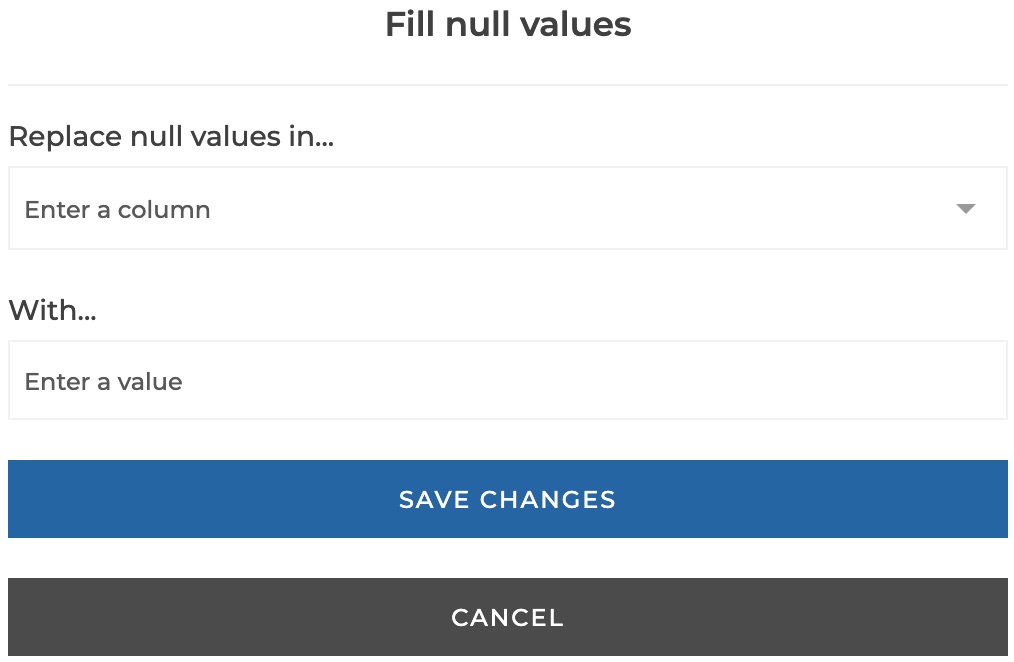 Fill null values
Replace null values in...
Enter a column
With...
Enter a value
SAVE CHANGES
CANCEL